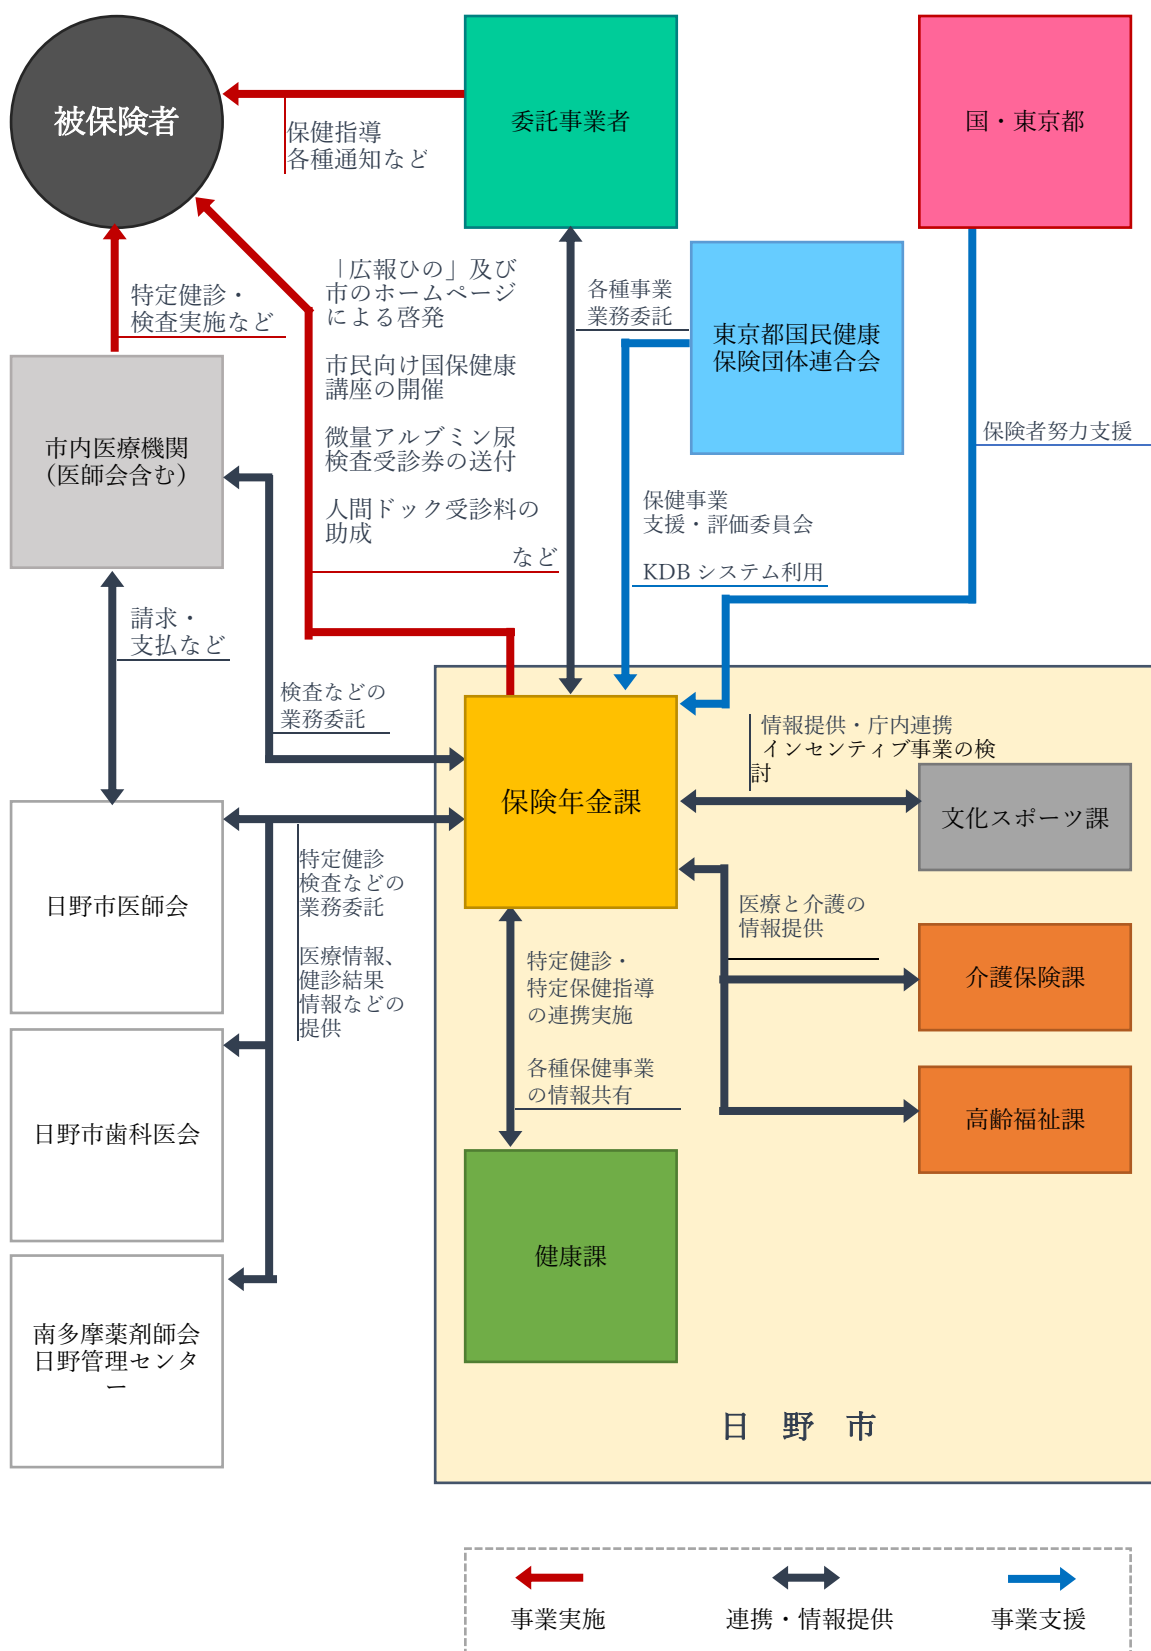 被保険者
委託事業者
国・東京都
保健指導
各種通知など
「広報ひの」及び
市のホームページ
による啓発
市民向け国保健康
講座の開催
微量アルブミン尿
検査受診券の送付
人間ドック受診料の
助成
など
特定健診・
検査実施など
各種事業
業務委託
東京都国民健康
保険団体連合会
保険者努力支援
市内医療機関
（医師会含む）
保健事業
支援・評価委員会
KDB システム利用
請求・
支払など
検査などの
業務委託
情報提供・庁内連携
インセンティブ事業の検
討
保険年金課
文化スポーツ課
日野市医師会
特定健診
検査などの
業務委託
医療情報、
健診結果
情報などの
提供
医療と介護の
情報提供
特定健診・
特定保健指導
の連携実施
各種保健事業
の情報共有
介護保険課
日野市歯科医会
高齢福祉課
健康課
南多摩薬剤師会
日野管理センタ
ー
日 野 市
事業実施
連携・情報提供
事業支援